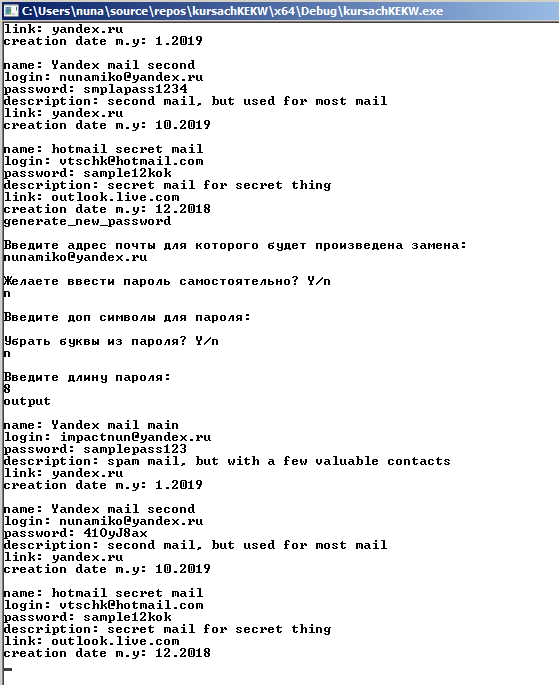 C:\Users\nuna\source\repos\kursachKEKW\x64\Debug\kursachKEKW.exe
link: yandex.ru
creation date m.y: 1.2019
name: Yandex mail second
login: nunamiko@yandex.ru
password: smplapass1234
description: second mail, but used for most mail
link: yandex.ru
creation date m.y: 10.2019
name: hotmail secret mail
login: vtschk@hotmail.com
password: sample12kok
description: secret mail for secret thing
link: outlook.live.com
creation date m.y: 12.2018
generate_new_password
Введите адрес почты для которого будет произведена замена:
nunamiko@yandex.ru
Желаете ввести пароль самостоятельно? Y/n
n
Введите доп символы для пароля:
Убрать буквы из пароля? Y/n
n
Введите длину пароля:
8
output
name: Yandex mail main
login: impactnun@yandex.ru
password: samplepass123
description: spam mail, but with a few valuable contacts
link: yandex.ru
creation date m.y: 1.2019
name: Yandex mail second
login: nunamiko@yandex.ru
password: 41OyJ8ax
description: second mail, but used for most mail
link: yandex.ru
creation date m.y: 10.2019
name: hotmail secret mail
login: vtschk@hotmail.com
password: sample12kok
description: secret mail for secret thing
link: outlook.live.com
creation date m.y: 12.2018